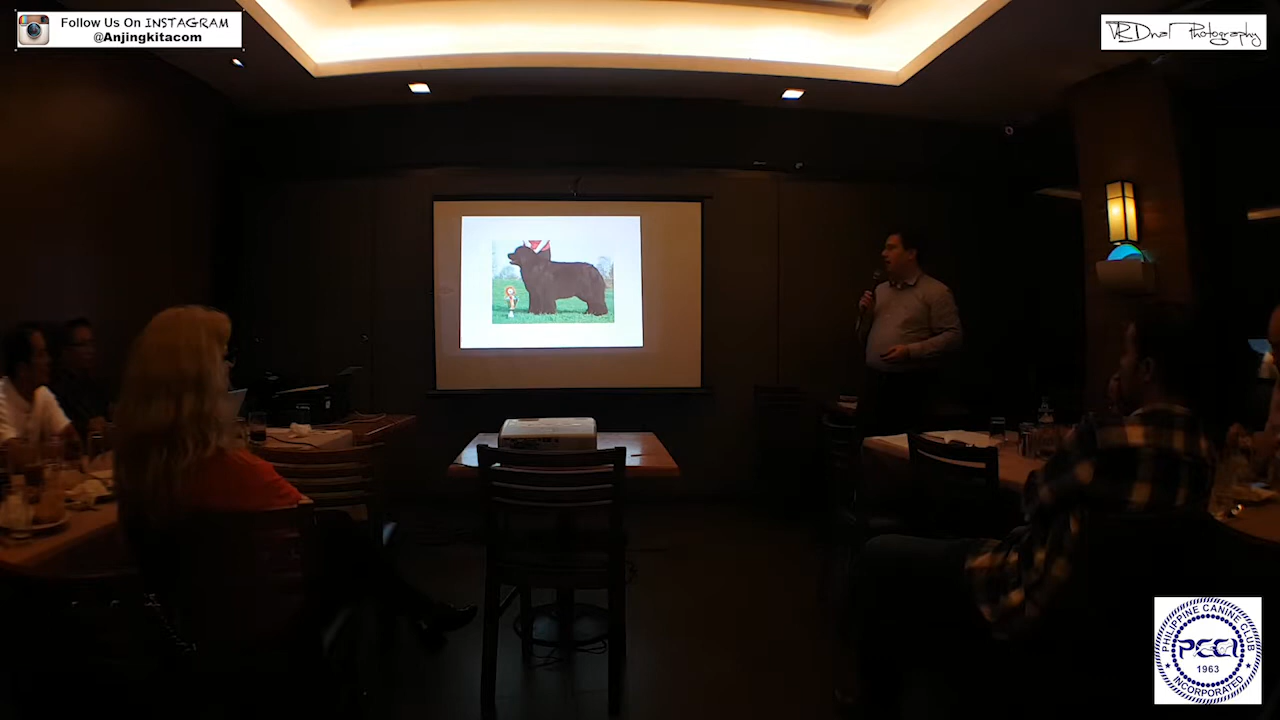 Follow Us On INSTAGRAM
@Anjingkitacom
VRDnal Photography
PHILIPPINE CANINE CLUB
PCCI
1963
INCORPORATED